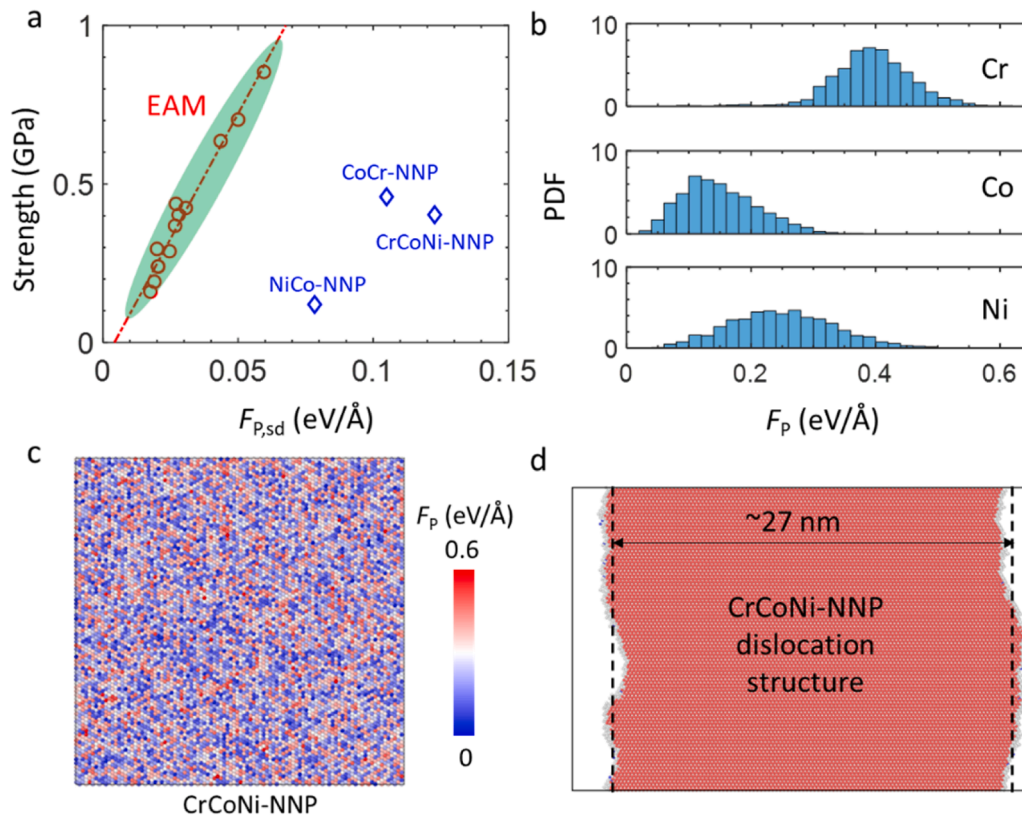 a
1
0.5
0
Strength (GPa)
EAM
CoCr-NNP
CrCoNi-NNP
NiCo-NNP
0
0.05
0.1
0.15
F_P,sd (eV/Å)
b
10
0
Cr
10
0
Co
10
0
Ni
PDF
0
0.2
0.4
0.6
F_P (eV/Å)
c
F_P (eV/Å)
0.6
0
CrCoNi-NNP
d
~27 nm
CrCoNi-NNP
dislocation
structure